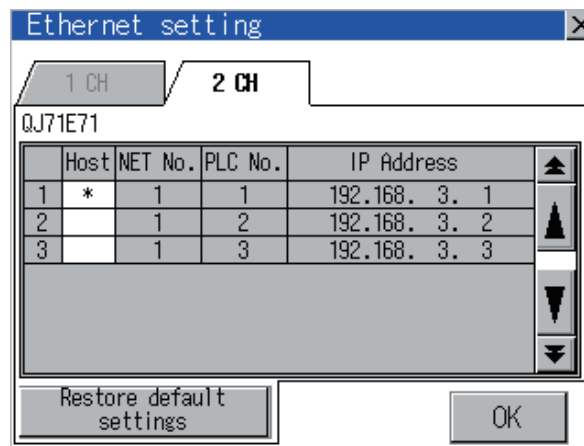 Ethernet setting
1 CH 2 CH
QJ71E71
Host NET No. PLC No. IP Address
1 * 1 1 192.168. 3. 1
2 1 2 192.168. 3. 2
3 1 3 192.168. 3. 3
Restore default
settings
OK